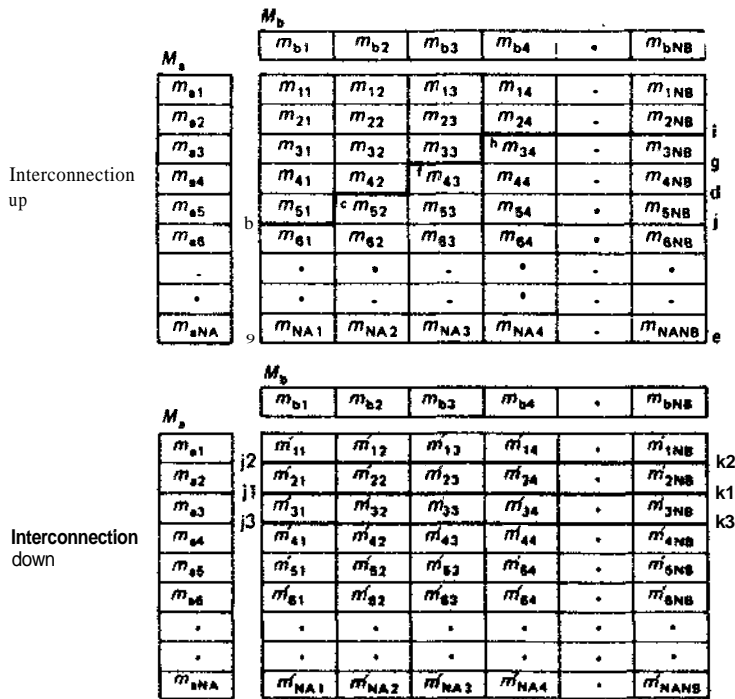 M_b
m_b1 m_b2 m_b3 m_b4 • m_bNB
M_a
m_a1 m_11 m_12 m_13 m_14 - m_1NB
m_a2 m_21 m_22 m_23 m_24 - m_2NB
i
m_a3 m_31 m_32 m_33 h m_34 - m_3NB
g
Interconnection
up
m_a4 m_41 m_42 f m_43 m_44 - m_4NB
d
m_a5 m_51 c m_52 m_53 m_54 • m_5NB
b j
m_a6 m_61 m_62 m_63 m_64 • m_6NB
- • • - • - •
• • - - • - -
m_aNA 9 m_NA1 m_NA2 m_NA3 m_NA4 - m_NANB e
M_b
m_b1 m_b2 m_b3 m_b4 • m_bNB
M_a
m_a1 m'_11 m'_12 m'_13 m'_14 • m'_1NB
j2 k2
m_a2 m'_21 m'_22 m'_23 m'_24 • m'_2NB
j1 k1
m_a3 m'_31 m'_32 m'_33 m'_34 • m'_3NB
j3 k3
Interconnection
down
m_a4 m'_41 m'_42 m'_43 m'_44 • m'_4NB
m_a5 m'_51 m'_52 m'_53 m'_54 • m'_5NB
m_a6 m'_61 m'_62 m'_63 m'_64 • m'_6NB
• • • • • • •
• • • • • • •
m_aNA m'_NA1 m'_NA2 m'_NA3 m'_NA4 • m'_NANB